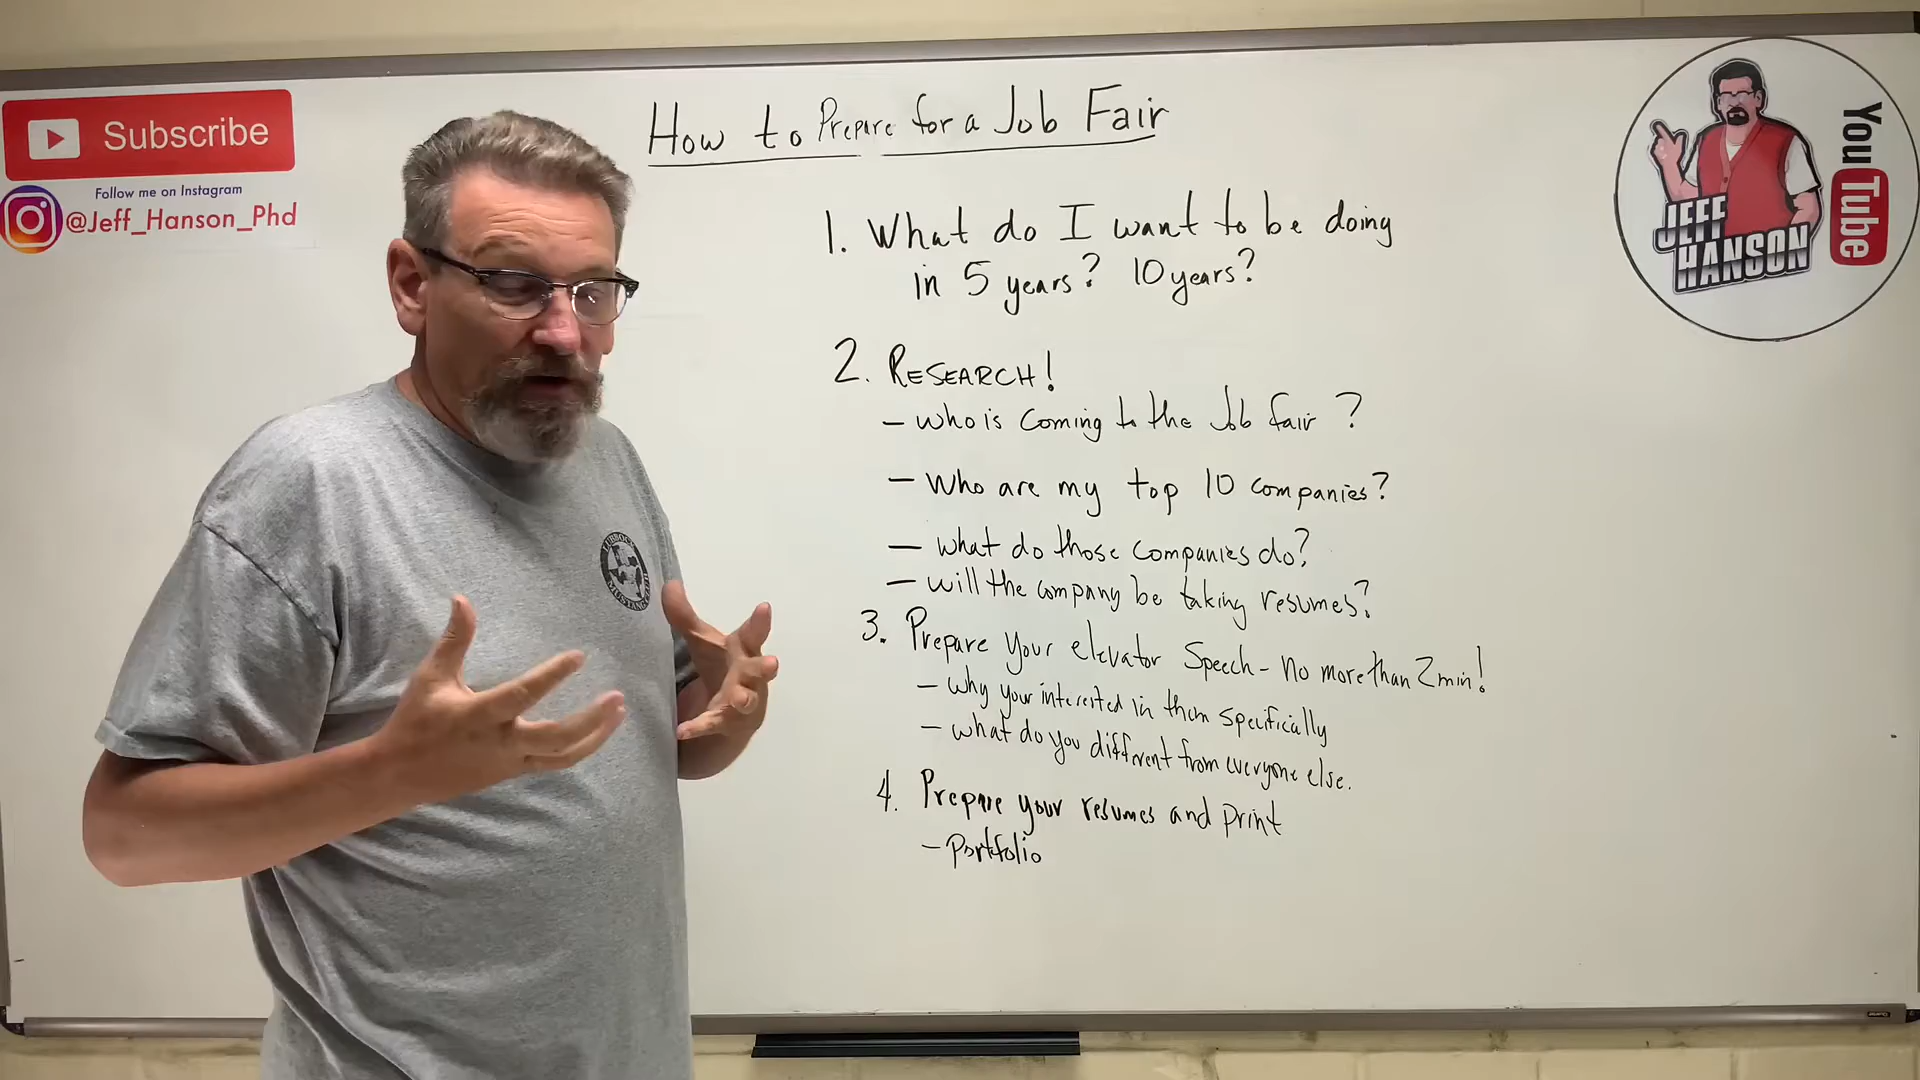 Subscribe
Follow me on Instagram
@Jeff_Hanson_Phd
How to Prepare for a Job Fair
1. What do I want to be doing
in 5 years? 10 years?
2. RESEARCH!
- who is coming to the Job Fair?
- Who are my top 10 companies?
- what do those companies do?
- will the company be taking resumes?
3. Prepare your elevator Speech - No more than 2 min!
- why your interested in them specifically
- what do you different from everyone else.
4. Prepare your resumes and print
- Portfolio
JEFF
HANSON
YouTube
LUBBOCK